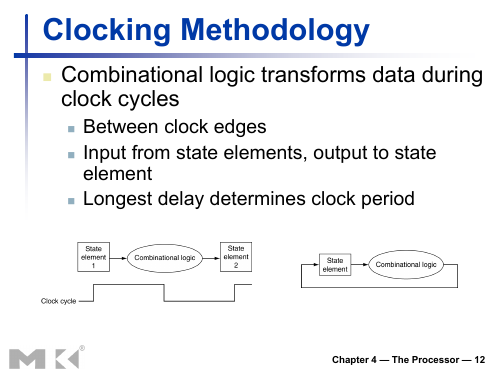 Clocking Methodology
Combinational logic transforms data during
clock cycles
Between clock edges
Input from state elements, output to state
element
Longest delay determines clock period
State
element
1
Combinational logic
State
element
2
Clock cycle
State
element
Combinational logic
MK®
Chapter 4 — The Processor — 12